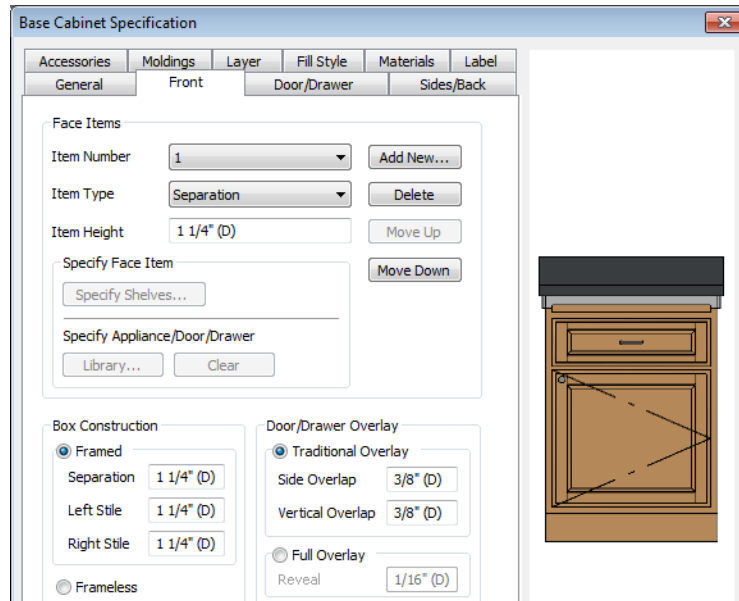 Base Cabinet Specification
Accessories Moldings Layer Fill Style Materials Label
General Front Door/Drawer Sides/Back
Face Items
Item Number 1 Add New...
Item Type Separation Delete
Item Height 1 1/4" (D) Move Up
Specify Face Item Move Down
Specify Shelves...
Specify Appliance/Door/Drawer
Library... Clear
Box Construction Door/Drawer Overlay
Framed Traditional Overlay
Separation 1 1/4" (D) Side Overlap 3/8" (D)
Left Stile 1 1/4" (D) Vertical Overlap 3/8" (D)
Right Stile 1 1/4" (D)
Full Overlay
Frameless Reveal 1/16" (D)